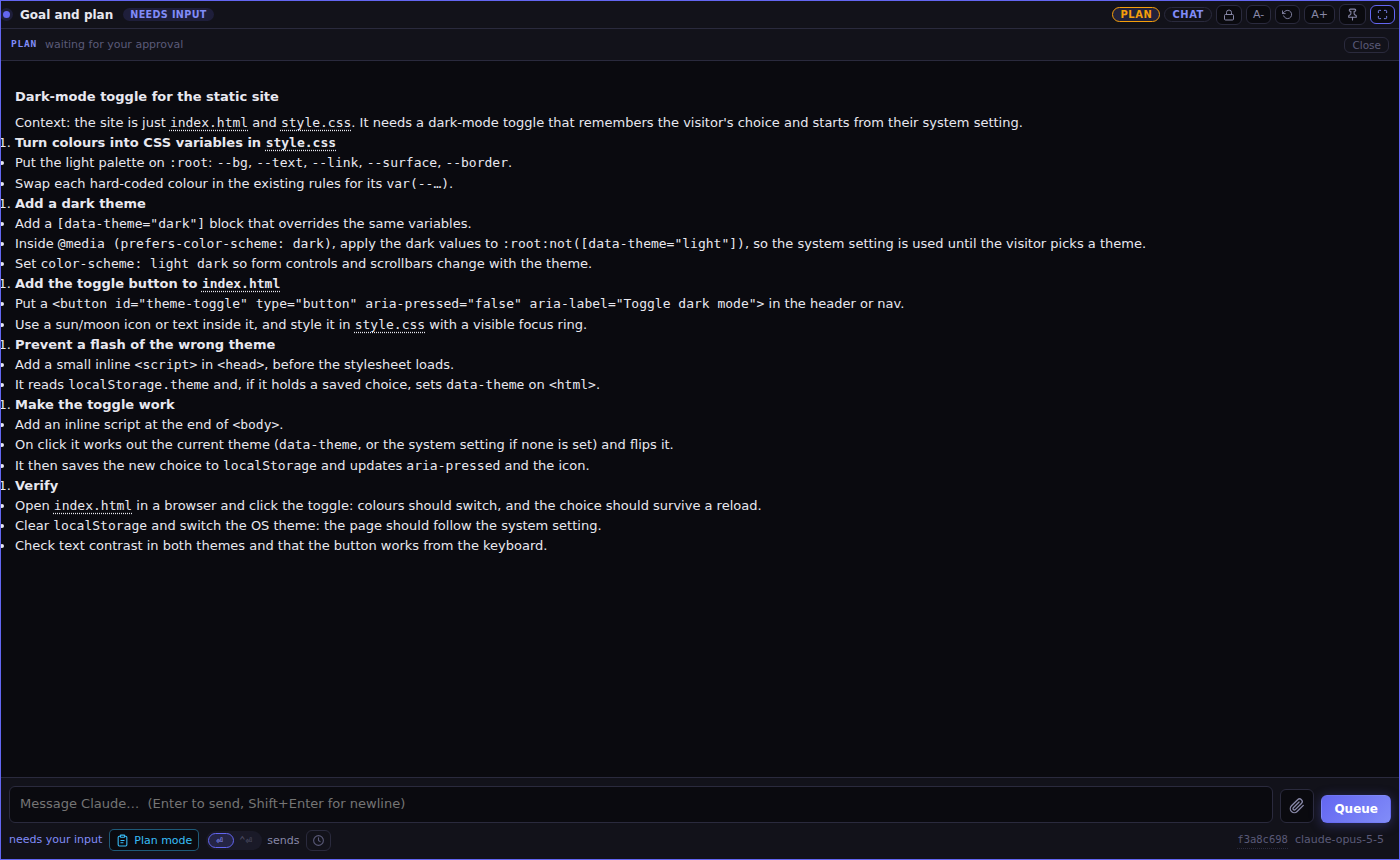 Goal and plan NEEDS INPUT PLAN CHAT A- A+
PLAN waiting for your approval Close
Dark-mode toggle for the static site
Context: the site is just index.html and style.css. It needs a dark-mode toggle that remembers the visitor's choice and starts from their system setting.
1. Turn colours into CSS variables in style.css
• Put the light palette on :root: --bg, --text, --link, --surface, --border.
• Swap each hard-coded colour in the existing rules for its var(--…).
1. Add a dark theme
• Add a [data-theme="dark"] block that overrides the same variables.
• Inside @media (prefers-color-scheme: dark), apply the dark values to :root:not([data-theme="light"]), so the system setting is used until the visitor picks a theme.
• Set color-scheme: light dark so form controls and scrollbars change with the theme.
1. Add the toggle button to index.html
• Put a <button id="theme-toggle" type="button" aria-pressed="false" aria-label="Toggle dark mode"> in the header or nav.
• Use a sun/moon icon or text inside it, and style it in style.css with a visible focus ring.
1. Prevent a flash of the wrong theme
• Add a small inline <script> in <head>, before the stylesheet loads.
• It reads localStorage.theme and, if it holds a saved choice, sets data-theme on <html>.
1. Make the toggle work
• Add an inline script at the end of <body>.
• On click it works out the current theme (data-theme, or the system setting if none is set) and flips it.
• It then saves the new choice to localStorage and updates aria-pressed and the icon.
1. Verify
• Open index.html in a browser and click the toggle: colours should switch, and the choice should survive a reload.
• Clear localStorage and switch the OS theme: the page should follow the system setting.
• Check text contrast in both themes and that the button works from the keyboard.
Message Claude… (Enter to send, Shift+Enter for newline) Queue
needs your input Plan mode ⏎ ^⏎ sends f3a8c698 claude-opus-5-5